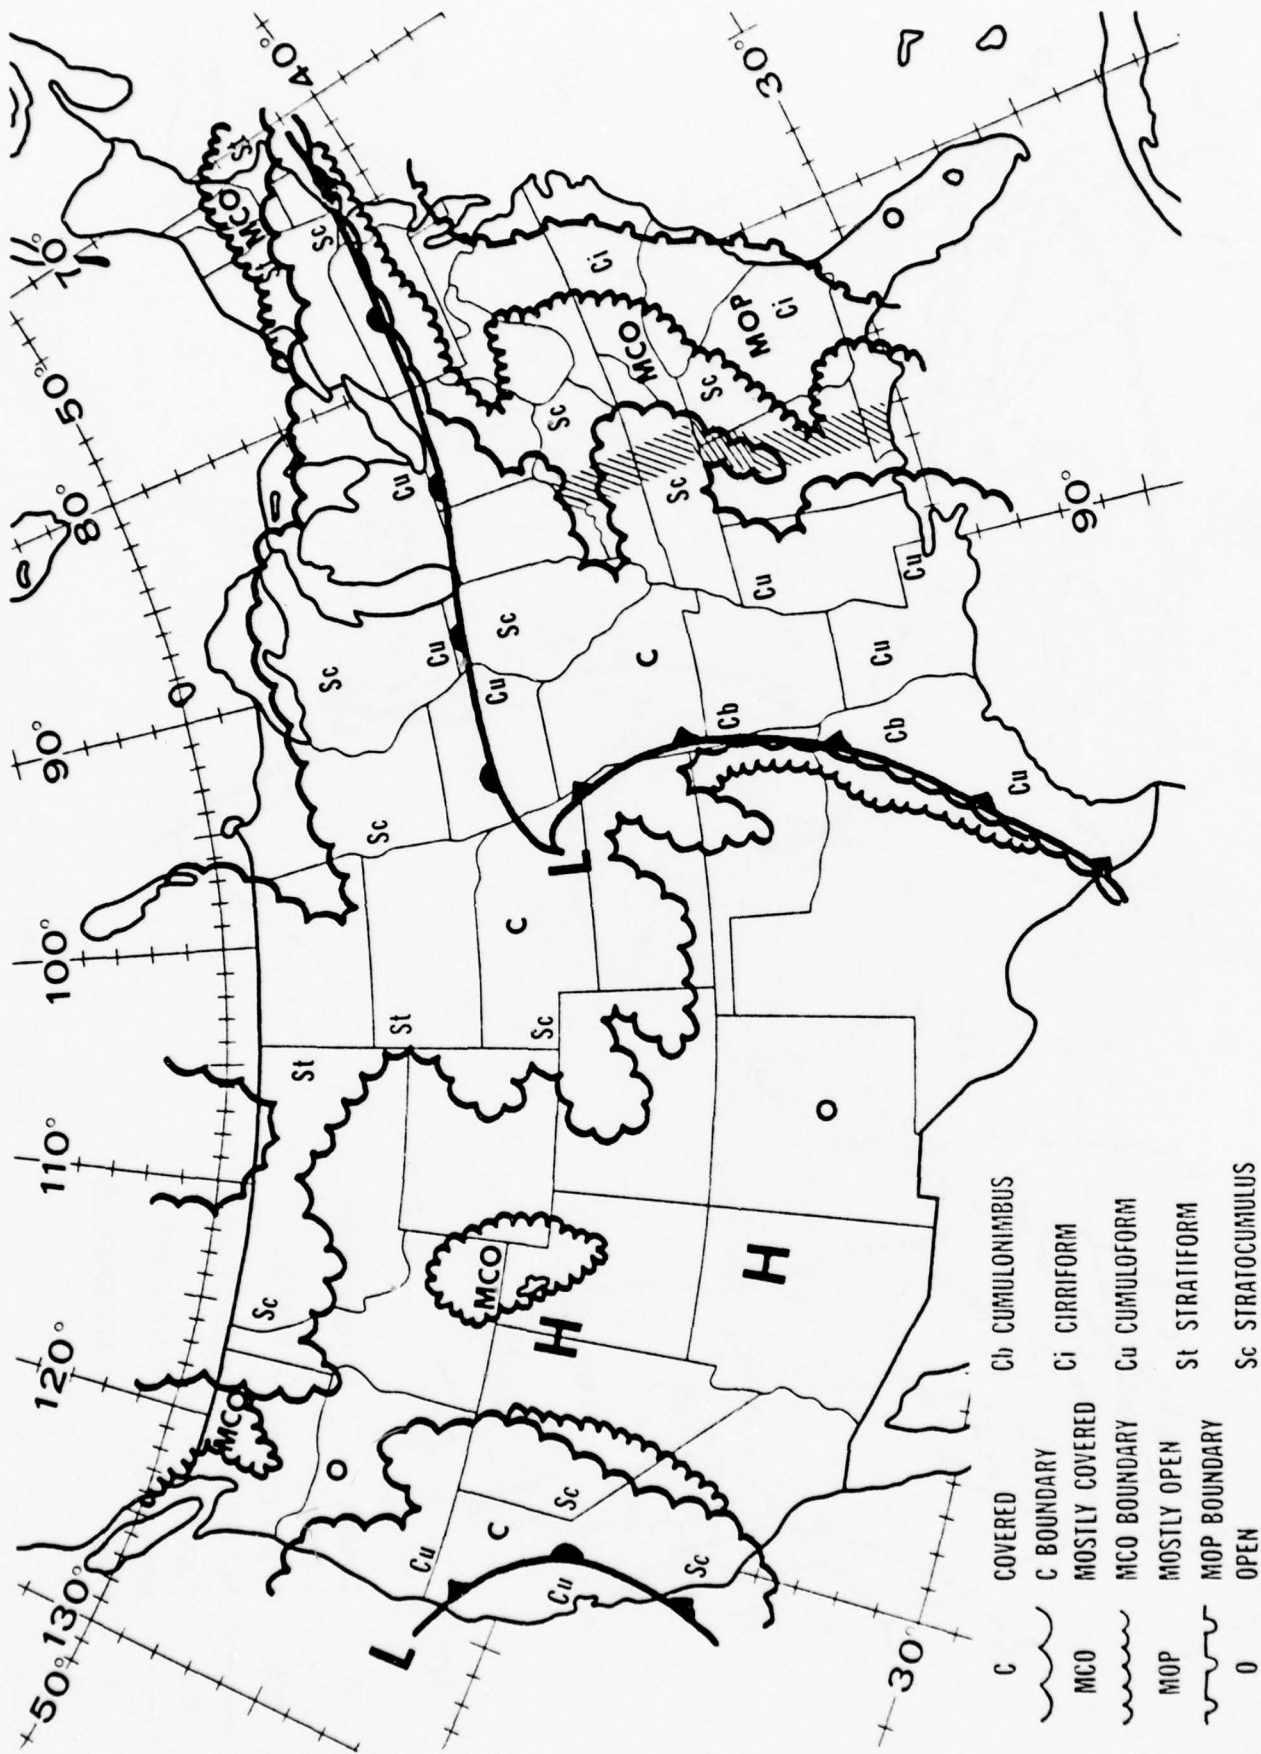 50° 130° 120° 110° 100° 90° 80° 50° 70°
MCO
MCO
St
Sc
40°
St
Sc
Sc
O
Sc
L
St
Cu
Cu
Cu
MCO
C
Cu
Sc
C
Sc
H
Cu
Sc
Sc
L
Ci
MCO
C
Sc
Sc
Sc
Cb
MOP
Cu
H
30°
Ci
O
Cu
O
Cb
30°
Cu
Cu
90°
C COVERED Cb CUMULONIMBUS
C BOUNDARY Ci CIRRIFORM
MCO MOSTLY COVERED
MCO BOUNDARY Cu CUMULOFORM
MOP MOSTLY OPEN St STRATIFORM
MOP BOUNDARY
O OPEN Sc STRATOCUMULUS